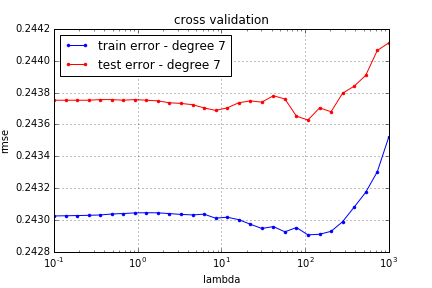 cross validation
train error - degree 7
test error - degree 7
rmse
0.2442
0.2440
0.2438
0.2436
0.2434
0.2432
0.2430
0.2428
10⁻¹ 10⁰ 10¹ 10² 10³
lambda